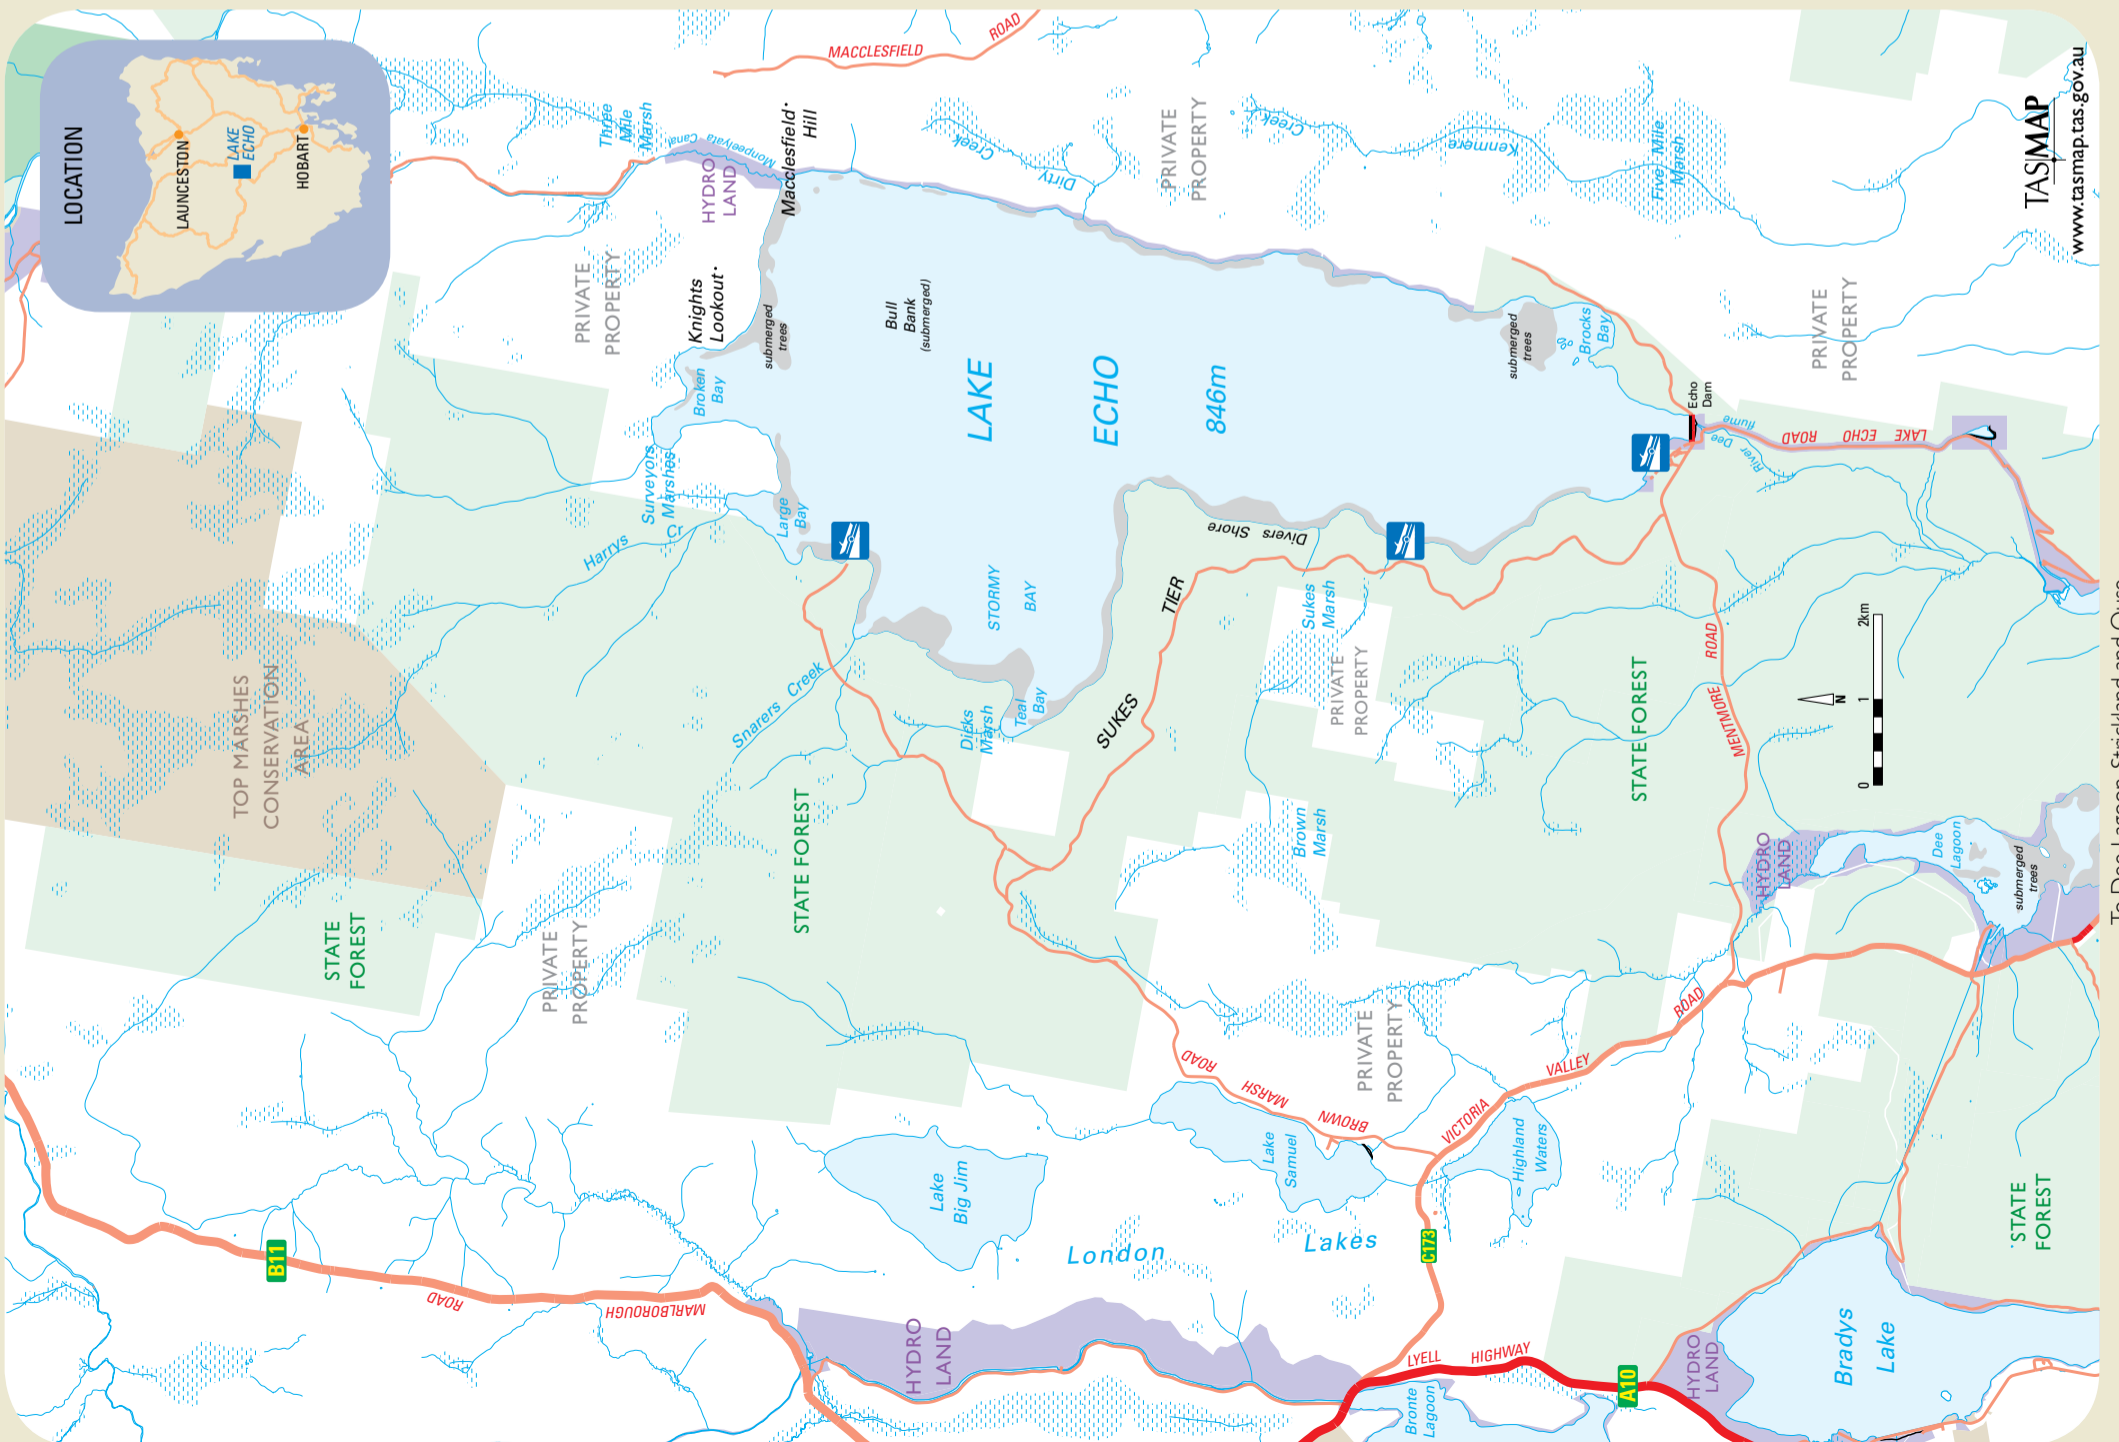 LOCATION
LAUNCESTON
LAKE
ECHO
HOBART
MACCLESFIELD
ROAD
Three
Mile
Marsh
Monpeelyata Canal
HYDRO
LAND
Macclesfield
Hill
Creek
Dirty
PRIVATE
PROPERTY
Creek
Kenmere
Five Mile
Marsh
TASMAP
www.tasmap.tas.gov.au
PRIVATE
PROPERTY
Knights
Lookout
submerged
trees
Bull
Bank
(submerged)
LAKE
ECHO
846m
submerged
trees
Brocks
Bay
PRIVATE
PROPERTY
Echo
Dam
flume
Dee
River
LAKE ECHO ROAD
Broken
Bay
Surveyors
Marshes
Large
Bay
Harrys
Cr
Divers Shore
STORMY
BAY
Teal
Bay
Dicks
Marsh
Snarers Creek
SUKES TIER
Sukes
Marsh
PRIVATE
PROPERTY
TOP MARSHES
CONSERVATION
AREA
STATE FOREST
STATE FOREST
MENTMORE ROAD
N
0 1 2km
Brown
Marsh
HYDRO
LAND
Dee
Lagoon
submerged
trees
STATE
FOREST
PRIVATE
PROPERTY
PRIVATE
PROPERTY
BROWN MARSH ROAD
VICTORIA VALLEY ROAD
Lake
Samuel
Highland
Waters
Lake
Big Jim
London Lakes
C173
B11
MARLBOROUGH ROAD
HYDRO
LAND
LYELL HIGHWAY
A10
Bronte
Lagoon
HYDRO
LAND
Bradys
Lake
STATE
FOREST